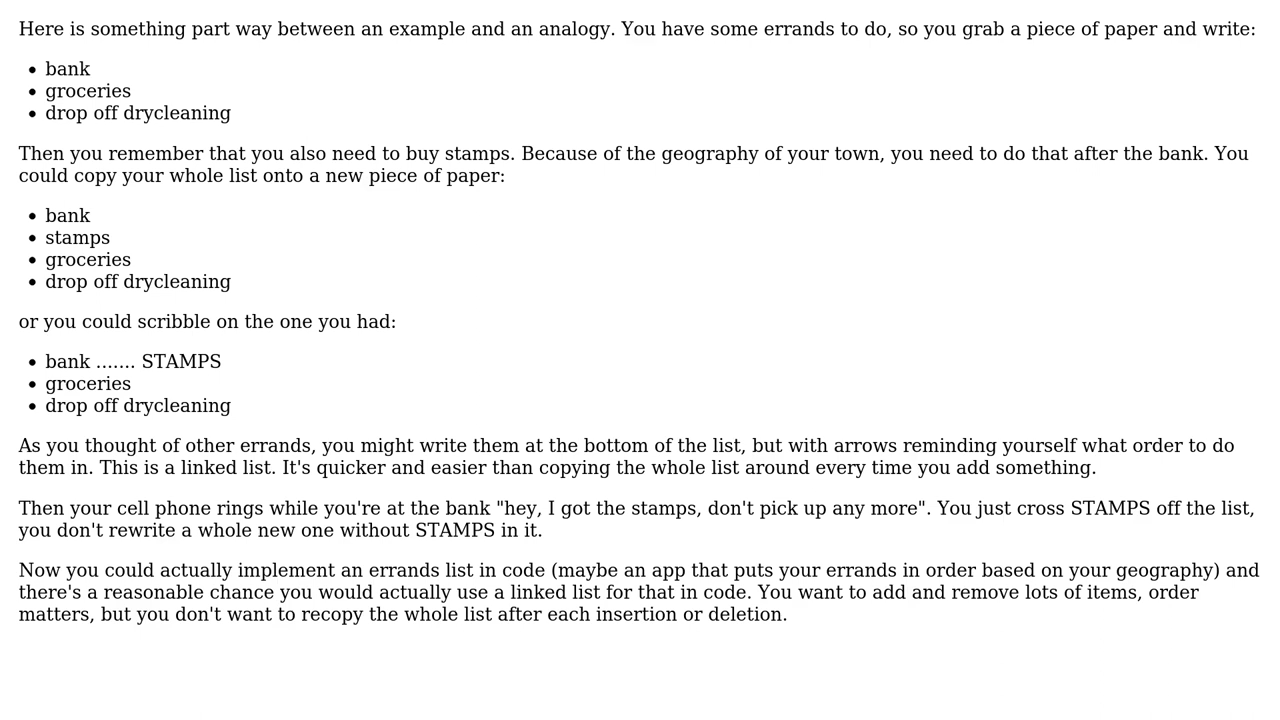 Here is something part way between an example and an analogy. You have some errands to do, so you grab a piece of paper and write:
• bank
• groceries
• drop off drycleaning
Then you remember that you also need to buy stamps. Because of the geography of your town, you need to do that after the bank. You
could copy your whole list onto a new piece of paper:
• bank
• stamps
• groceries
• drop off drycleaning
or you could scribble on the one you had:
• bank ....... STAMPS
• groceries
• drop off drycleaning
As you thought of other errands, you might write them at the bottom of the list, but with arrows reminding yourself what order to do
them in. This is a linked list. It's quicker and easier than copying the whole list around every time you add something.
Then your cell phone rings while you're at the bank "hey, I got the stamps, don't pick up any more". You just cross STAMPS off the list,
you don't rewrite a whole new one without STAMPS in it.
Now you could actually implement an errands list in code (maybe an app that puts your errands in order based on your geography) and
there's a reasonable chance you would actually use a linked list for that in code. You want to add and remove lots of items, order
matters, but you don't want to recopy the whole list after each insertion or deletion.